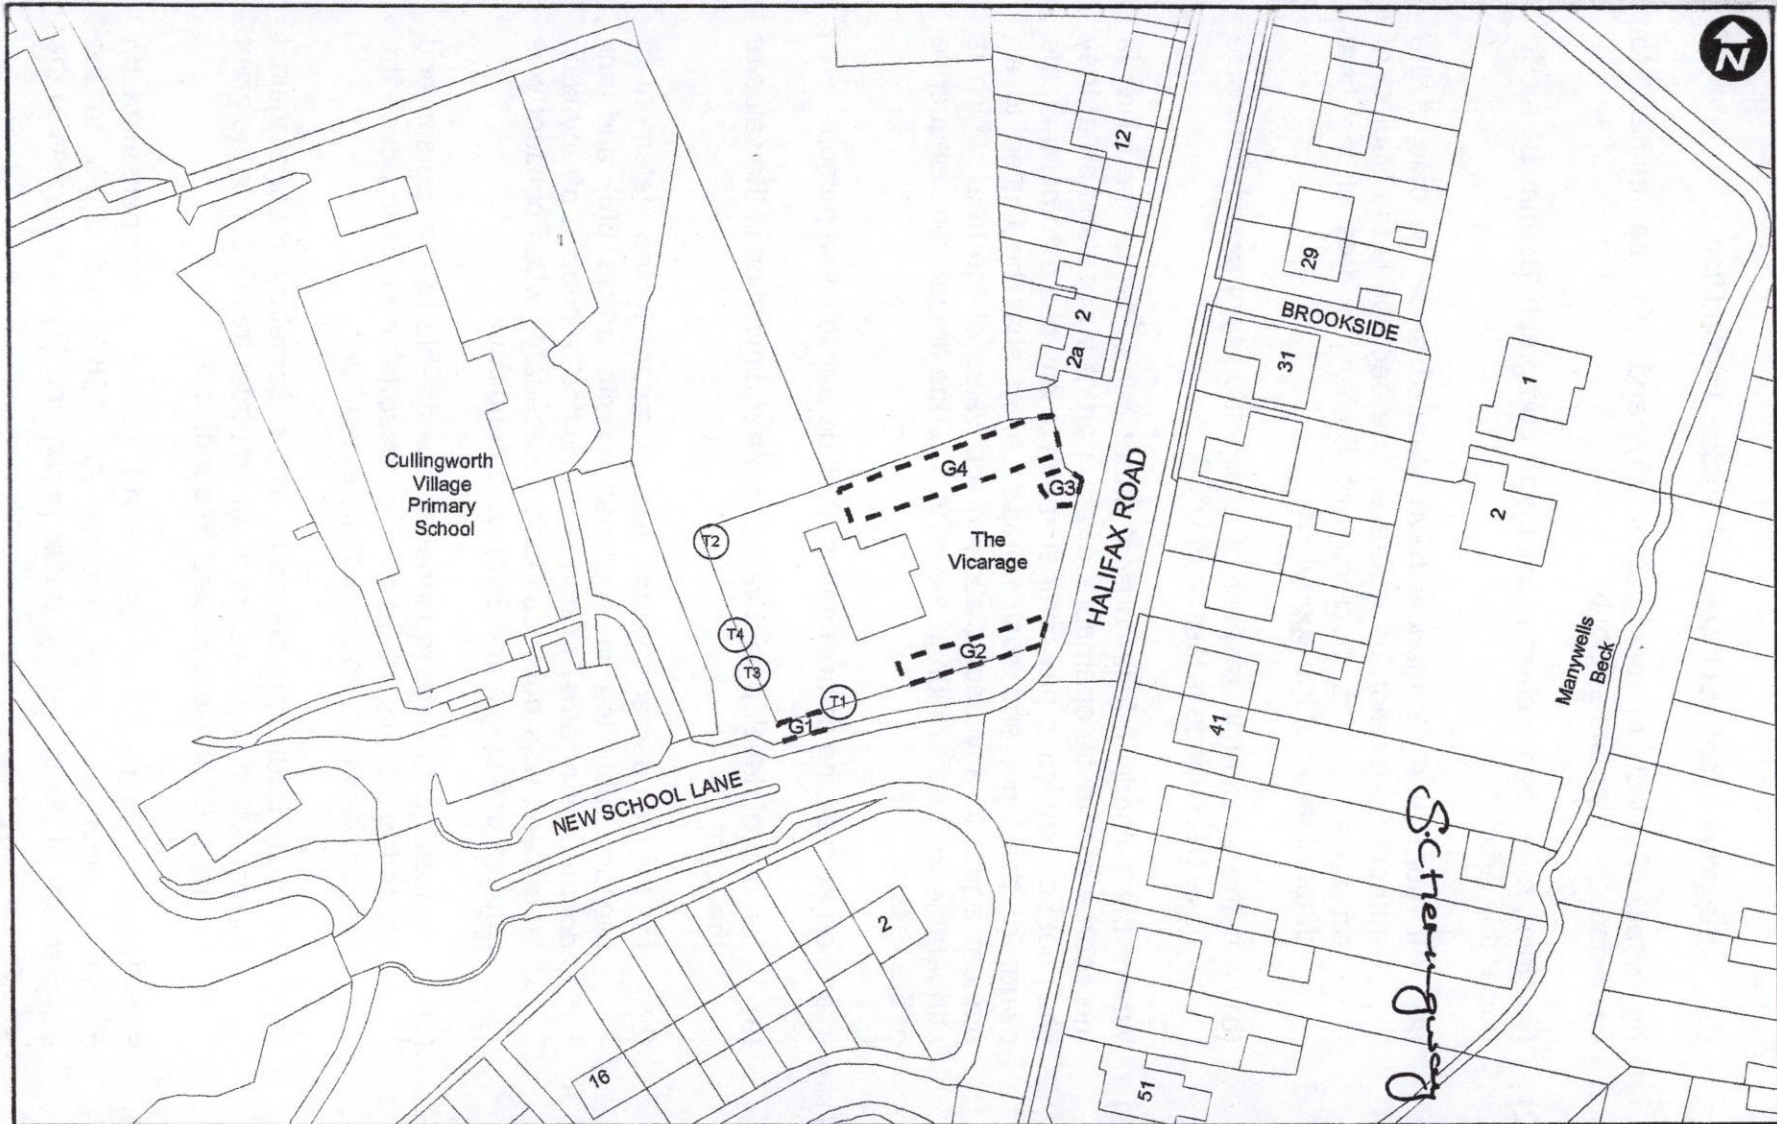 N
12
29
2
BROOKSIDE
2a
31
1
Cullingworth
Village
Primary
School
G4
G3
HALIFAX ROAD
2
T2
The
Vicarage
T4
G2
T3
Manywells
Beck
T1
G1
41
NEW SCHOOL LANE
2
16
51